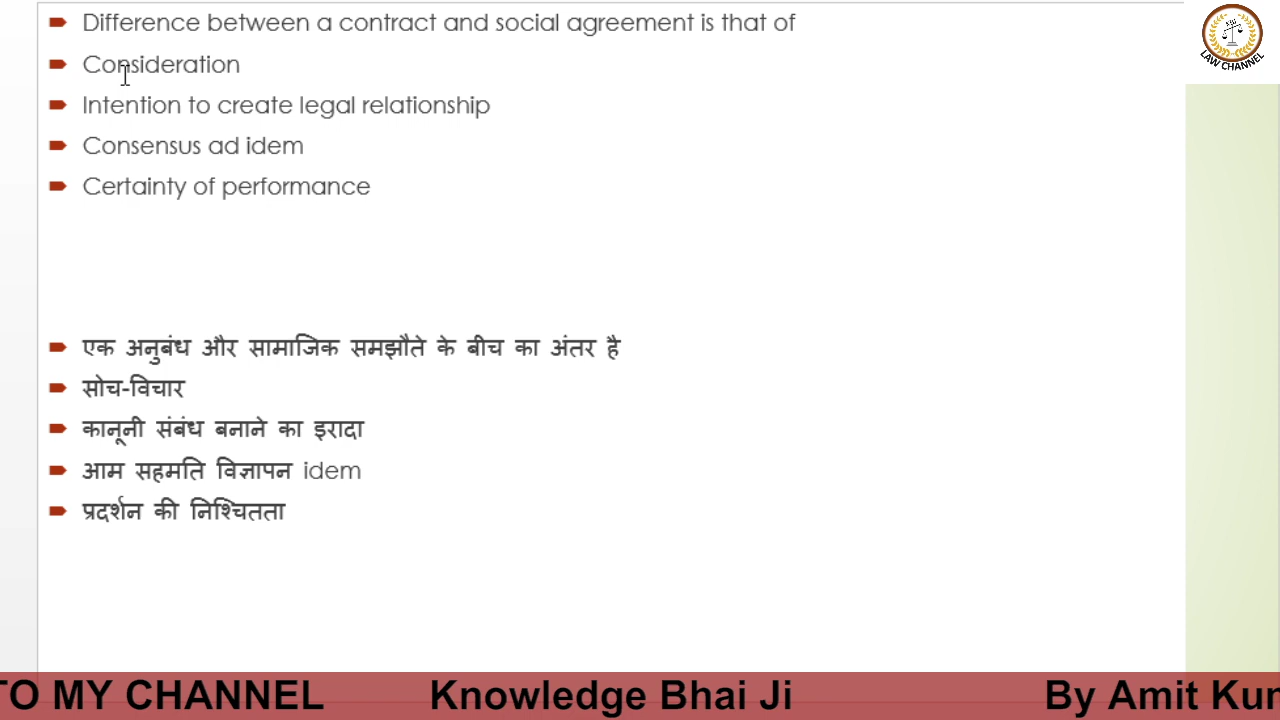 Difference between a contract and social agreement is that of
Consideration
Intention to create legal relationship
Consensus ad idem
Certainty of performance
एक अनुबंध और सामाजिक समझौते के बीच का अंतर है
सोच-विचार
कानूनी संबंध बनाने का इरादा
आम सहमति विज्ञापन idem
प्रदर्शन की निश्चितता
LAW CHANNEL
TO MY CHANNEL Knowledge Bhai Ji By Amit